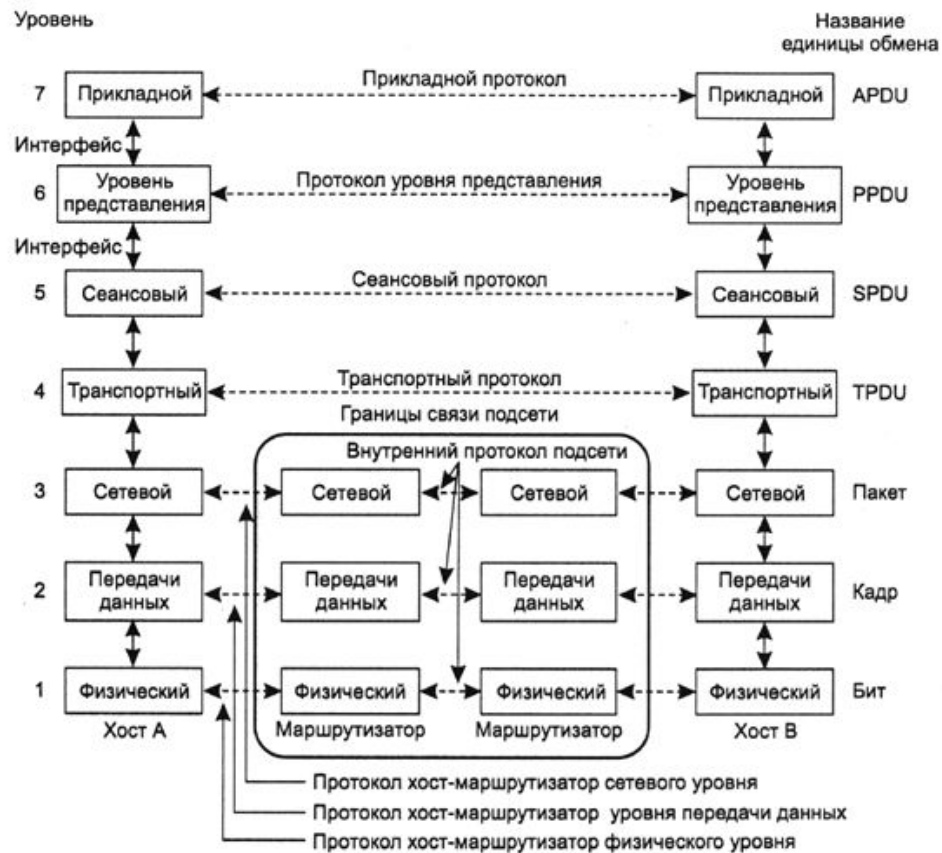 Уровень
Название
единицы обмена
Прикладной протокол
7 Прикладной Прикладной APDU
Интерфейс
Протокол уровня представления
6 Уровень представления Уровень представления PPDU
Интерфейс
Сеансовый протокол
5 Сеансовый Сеансовый SPDU
Транспортный протокол
4 Транспортный Транспортный TPDU
Границы связи подсети
Внутренний протокол подсети
3 Сетевой Сетевой Сетевой Сетевой Пакет
2 Передачи данных Передачи данных Передачи данных Передачи данных Кадр
1 Физический Физический Физический Физический Бит
Хост А Маршрутизатор Маршрутизатор Хост В
Протокол хост-маршрутизатор сетевого уровня
Протокол хост-маршрутизатор уровня передачи данных
Протокол хост-маршрутизатор физического уровня